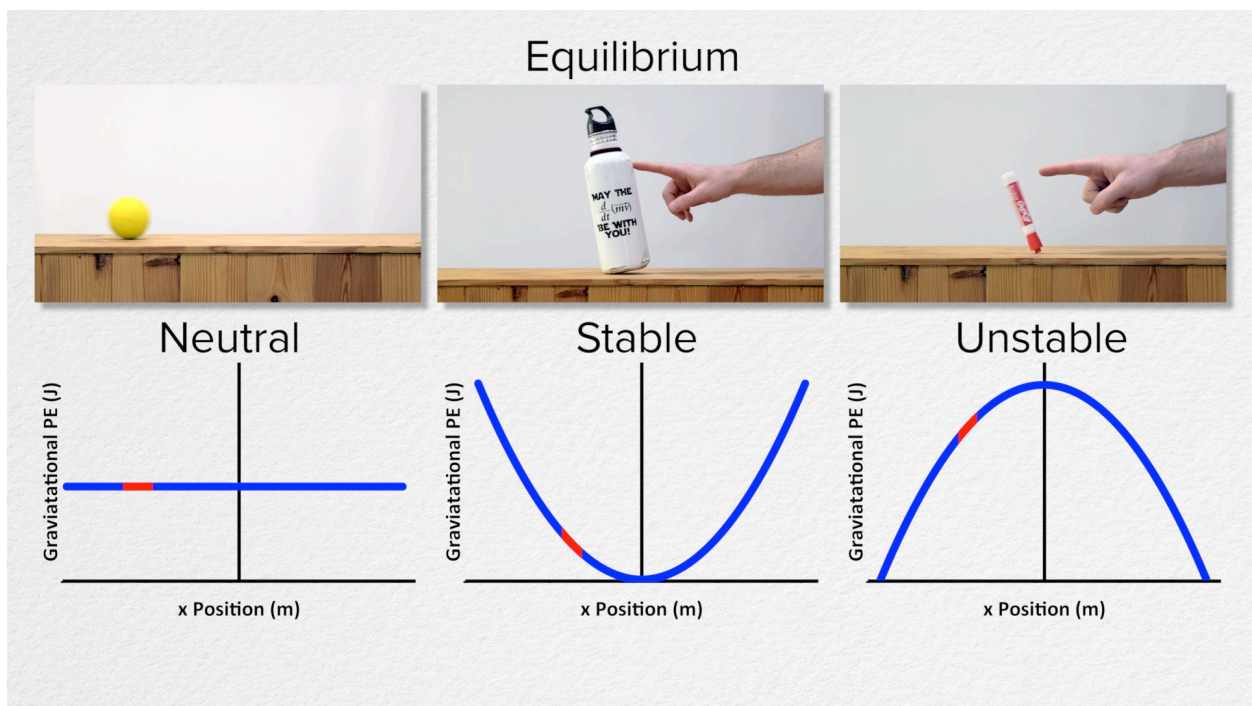 Equilibrium
MAY THE
d
dt
(mv)
BE WITH
YOU!
EXPO
Neutral
Stable
Unstable
Graviatational PE (J)
x Position (m)
Graviatational PE (J)
x Position (m)
Graviatational PE (J)
x Position (m)